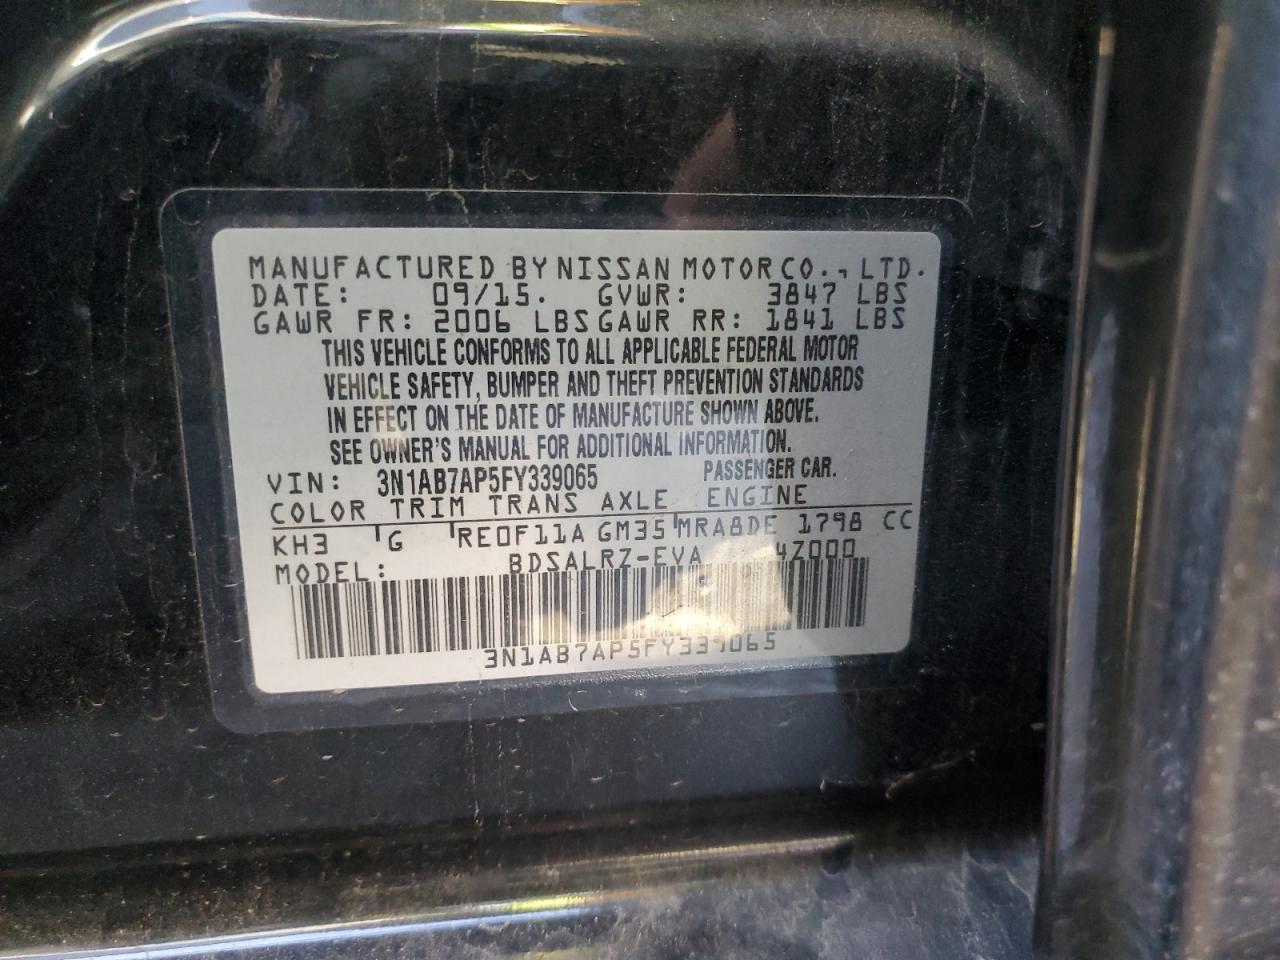 MANUFACTURED BY NISSAN MOTOR CO., LTD.
DATE: 09/15. GVWR: 3847 LBS
GAWR FR: 2006 LBS GAWR RR: 1841 LBS
THIS VEHICLE CONFORMS TO ALL APPLICABLE FEDERAL MOTOR
VEHICLE SAFETY, BUMPER AND THEFT PREVENTION STANDARDS
IN EFFECT ON THE DATE OF MANUFACTURE SHOWN ABOVE.
SEE OWNER'S MANUAL FOR ADDITIONAL INFORMATION.
VIN: 3N1AB7AP5FY339065 PASSENGER CAR.
COLOR TRIM TRANS AXLE ENGINE
KH3 G RE0F11A GM35 MRA8DE 1798 CC
MODEL: BDSALRZ-EVA 4Z000
3N1AB7AP5FY339065